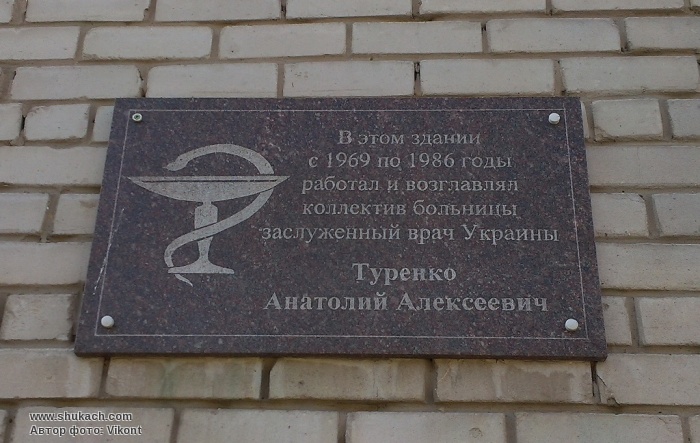 В этом здании
с 1969 по 1986 годы
работал и возглавлял
коллектив больницы
заслуженный врач Украины
Туренко
Анатолий Алексеевич
www.shukach.com
Автор фото: Vikont